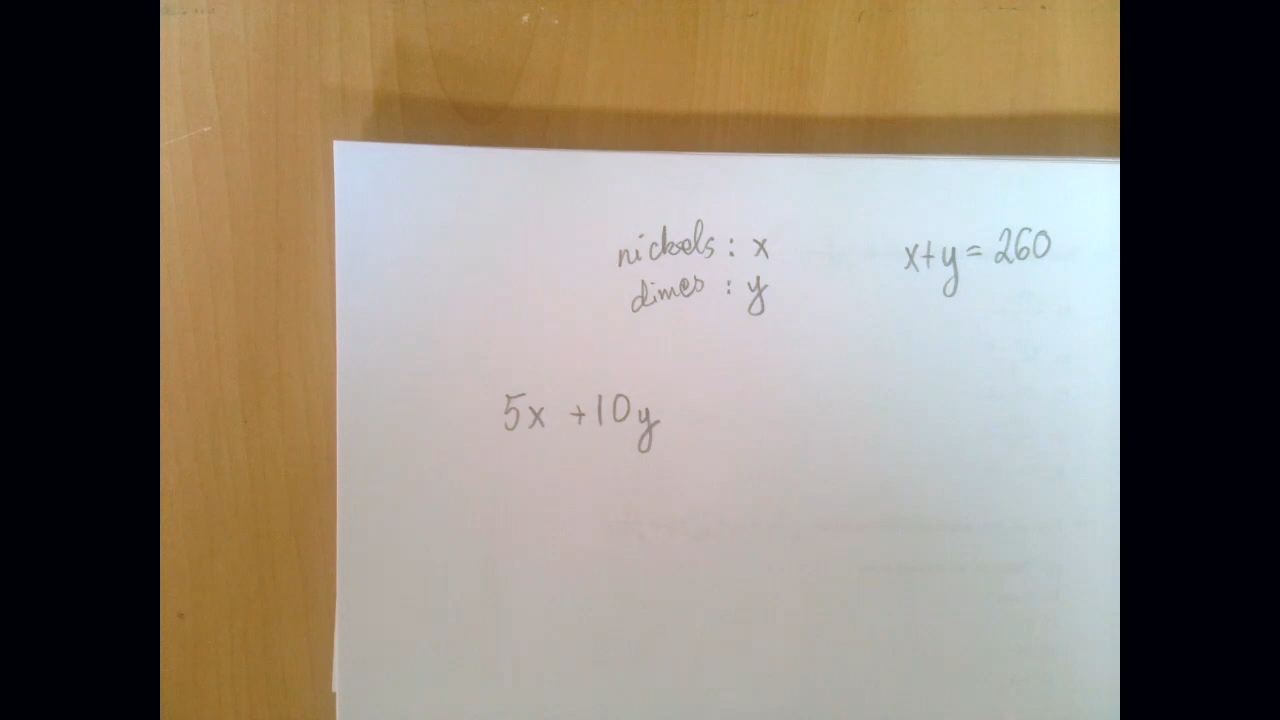 nickels : x
dimes : y
x+y = 260
5x +10y